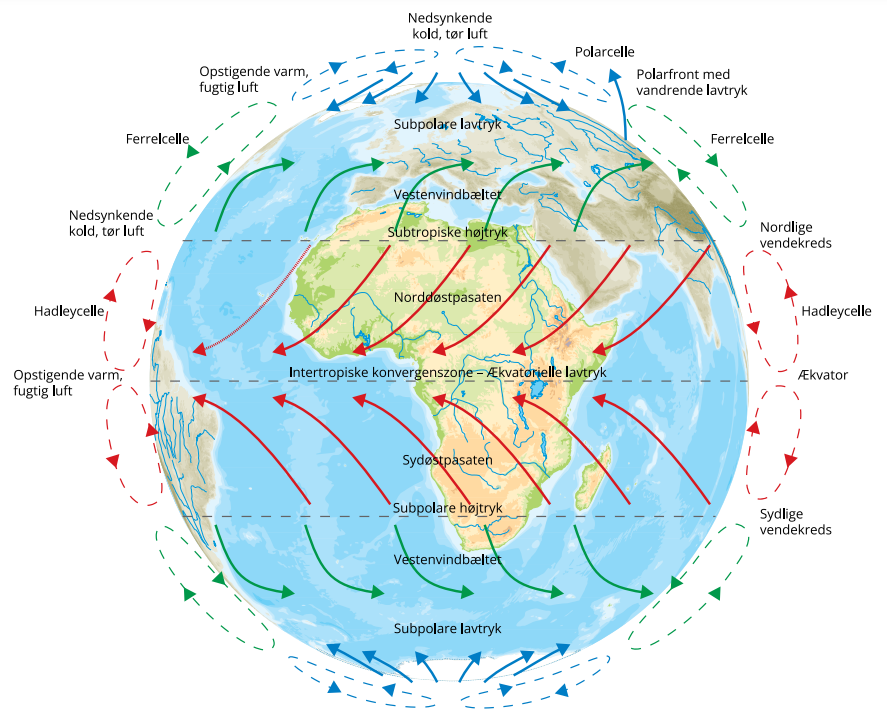 Nedsynkende
kold, tør luft
Polarcelle
Opstigende varm,
fugtig luft
Polarfront med
vandrende lavtryk
Subpolare lavtryk
Ferrelcelle
Ferrelcelle
Vestenvindbæltet
Nedsynkende
kold, tør luft
Subtropiske højtryk
Nordlige
vendekreds
Norddøstpasaten
Hadleycelle
Hadleycelle
Opstigende varm,
fugtig luft
Intertropiske konvergenszone – Ækvatorielle lavtryk
Ækvator
Sydøstpasaten
Subpolare højtryk
Sydlige
vendekreds
Vestenvindbæltet
Subpolare lavtryk